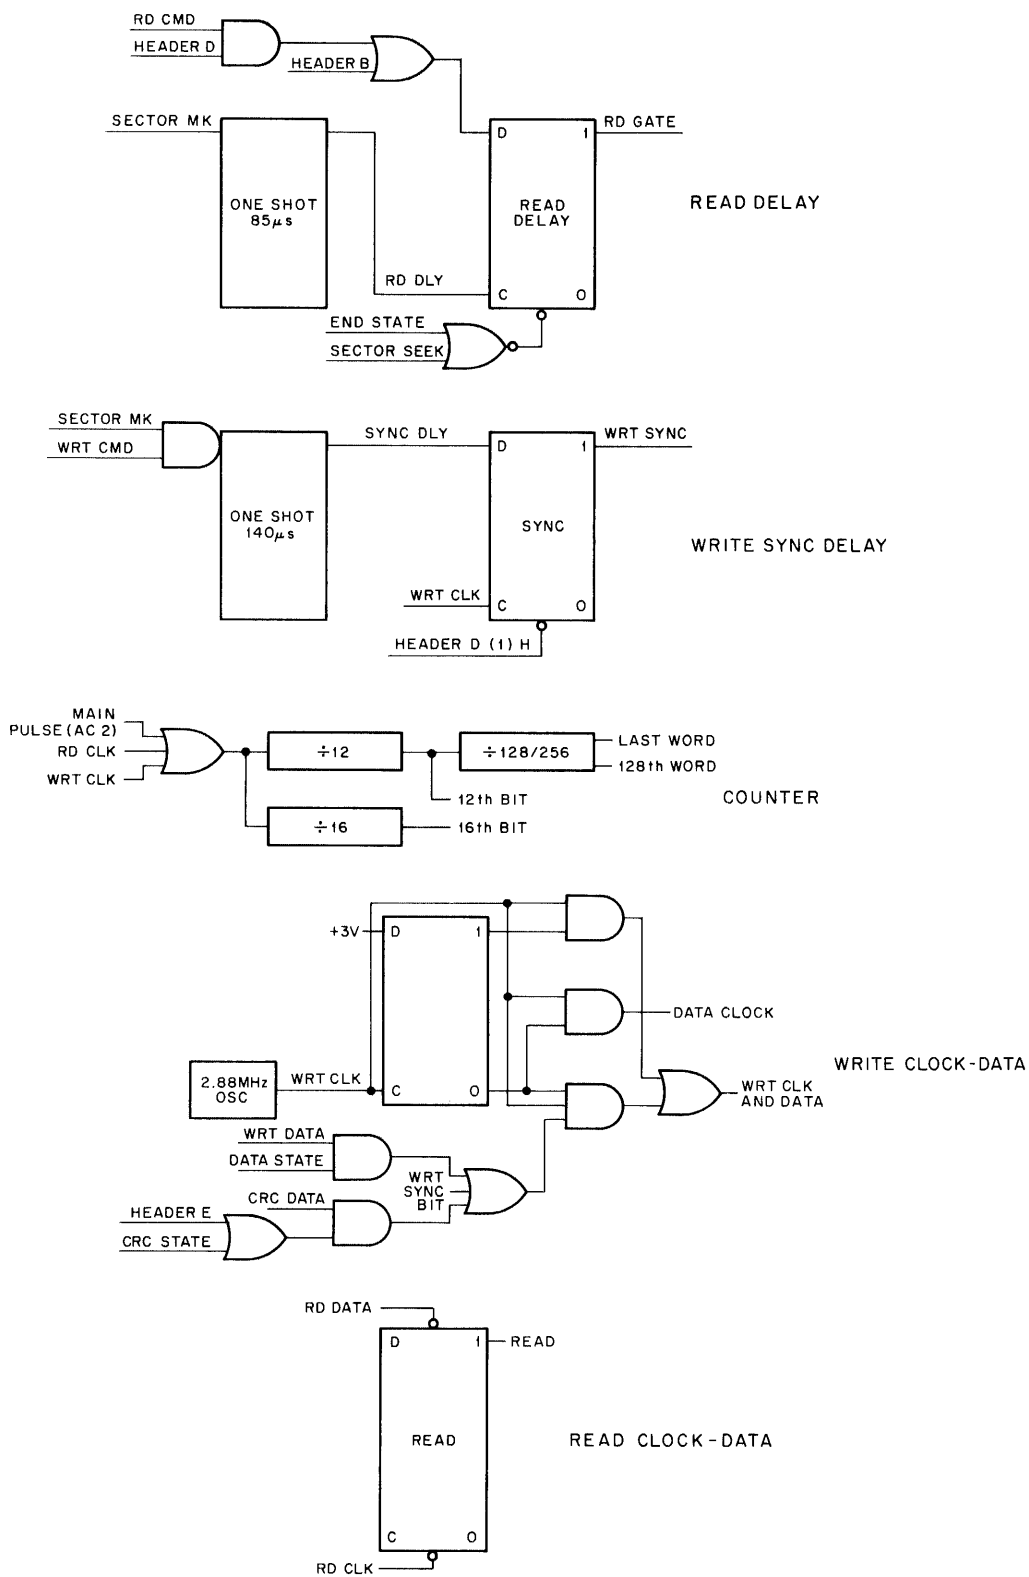 RD CMD
HEADER D
HEADER B
SECTOR MK
ONE SHOT
85μs
RD DLY
D
1
READ
DELAY
C
0
RD GATE
END STATE
SECTOR SEEK
READ DELAY
SECTOR MK
WRT CMD
ONE SHOT
140μs
SYNC DLY
D
1
SYNC
WRT CLK
C
0
WRT SYNC
HEADER D (1) H
WRITE SYNC DELAY
MAIN
PULSE (AC 2)
RD CLK
WRT CLK
÷12
÷128/256
LAST WORD
128th WORD
12th BIT
÷16
16th BIT
COUNTER
+3V
D
1
DATA CLOCK
2.88MHz
OSC
WRT CLK
C
0
WRT CLK
AND DATA
WRITE CLOCK-DATA
WRT DATA
DATA STATE
WRT
SYNC
BIT
CRC DATA
HEADER E
CRC STATE
RD DATA
D
1
READ
READ
C
0
RD CLK
READ CLOCK-DATA